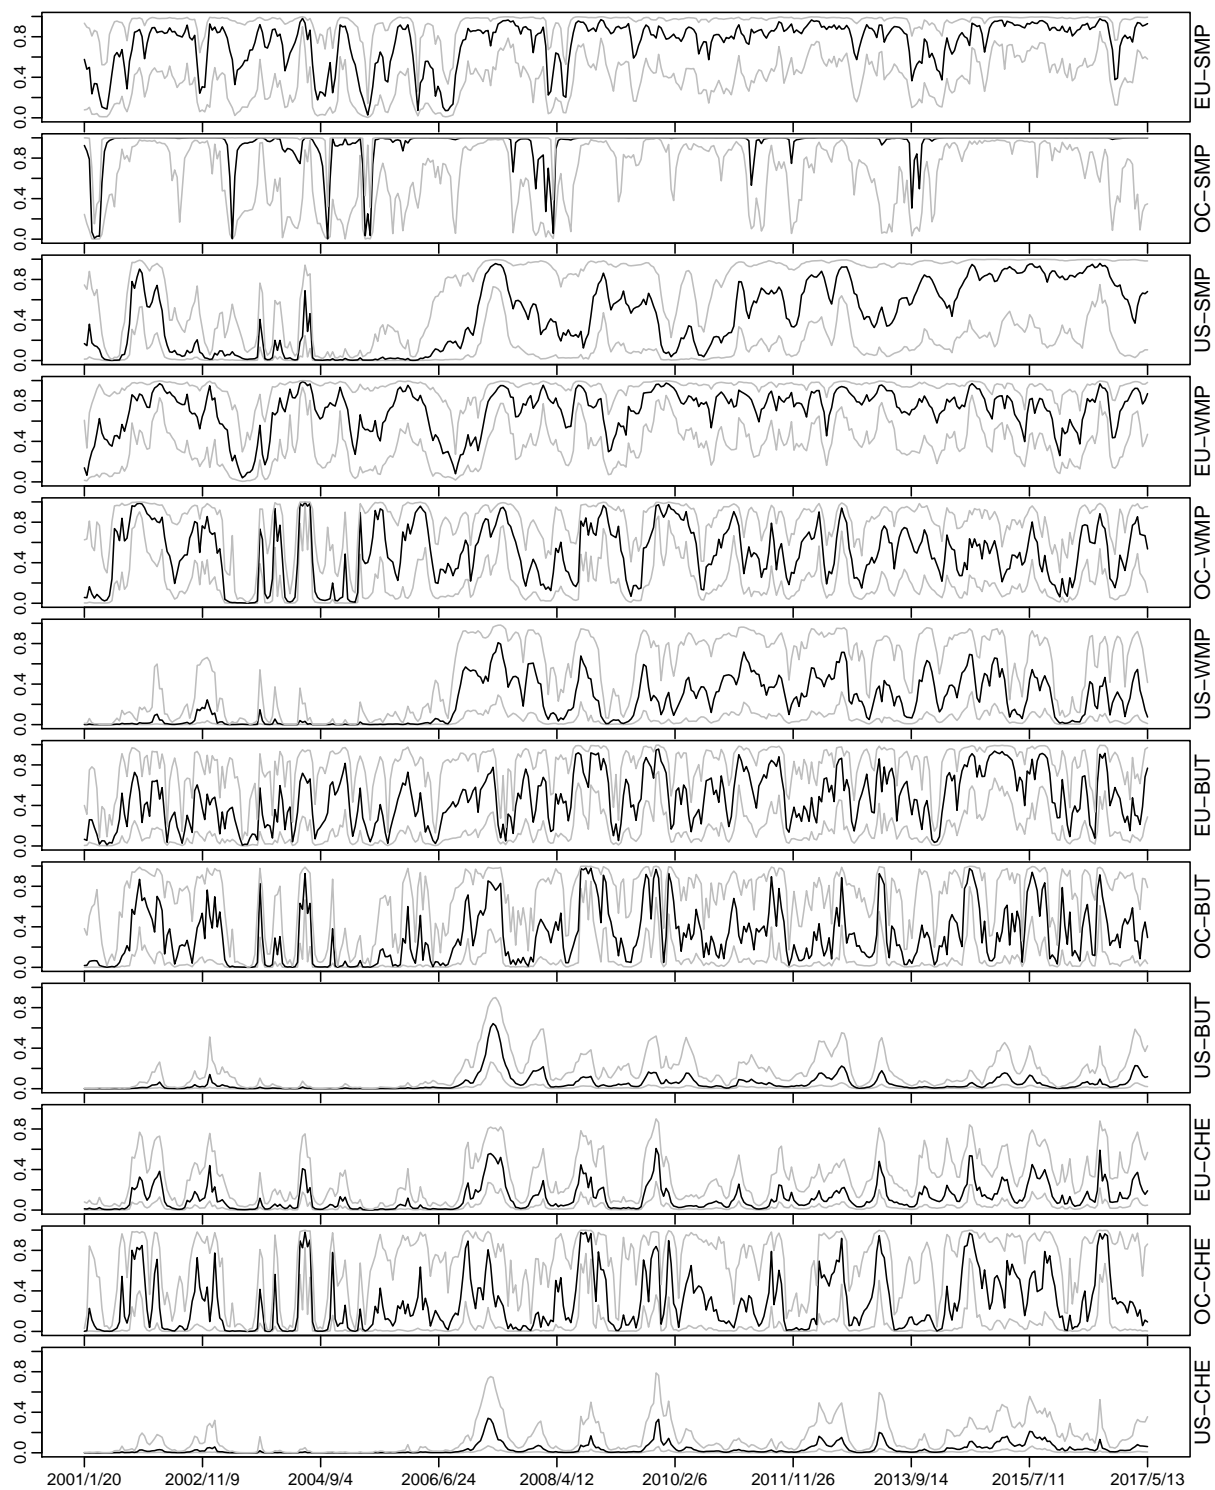 0.0 0.4 0.8 EU−SMP
0.0 0.4 0.8 OC−SMP
0.0 0.4 0.8 US−SMP
0.0 0.4 0.8 EU−WMP
0.0 0.4 0.8 OC−WMP
0.0 0.4 0.8 US−WMP
0.0 0.4 0.8 EU−BUT
0.0 0.4 0.8 OC−BUT
0.0 0.4 0.8 US−BUT
0.0 0.4 0.8 EU−CHE
0.0 0.4 0.8 OC−CHE
0.0 0.4 0.8 US−CHE
2001/1/20 2002/11/9 2004/9/4 2006/6/24 2008/4/12 2010/2/6 2011/11/26 2013/9/14 2015/7/11 2017/5/13